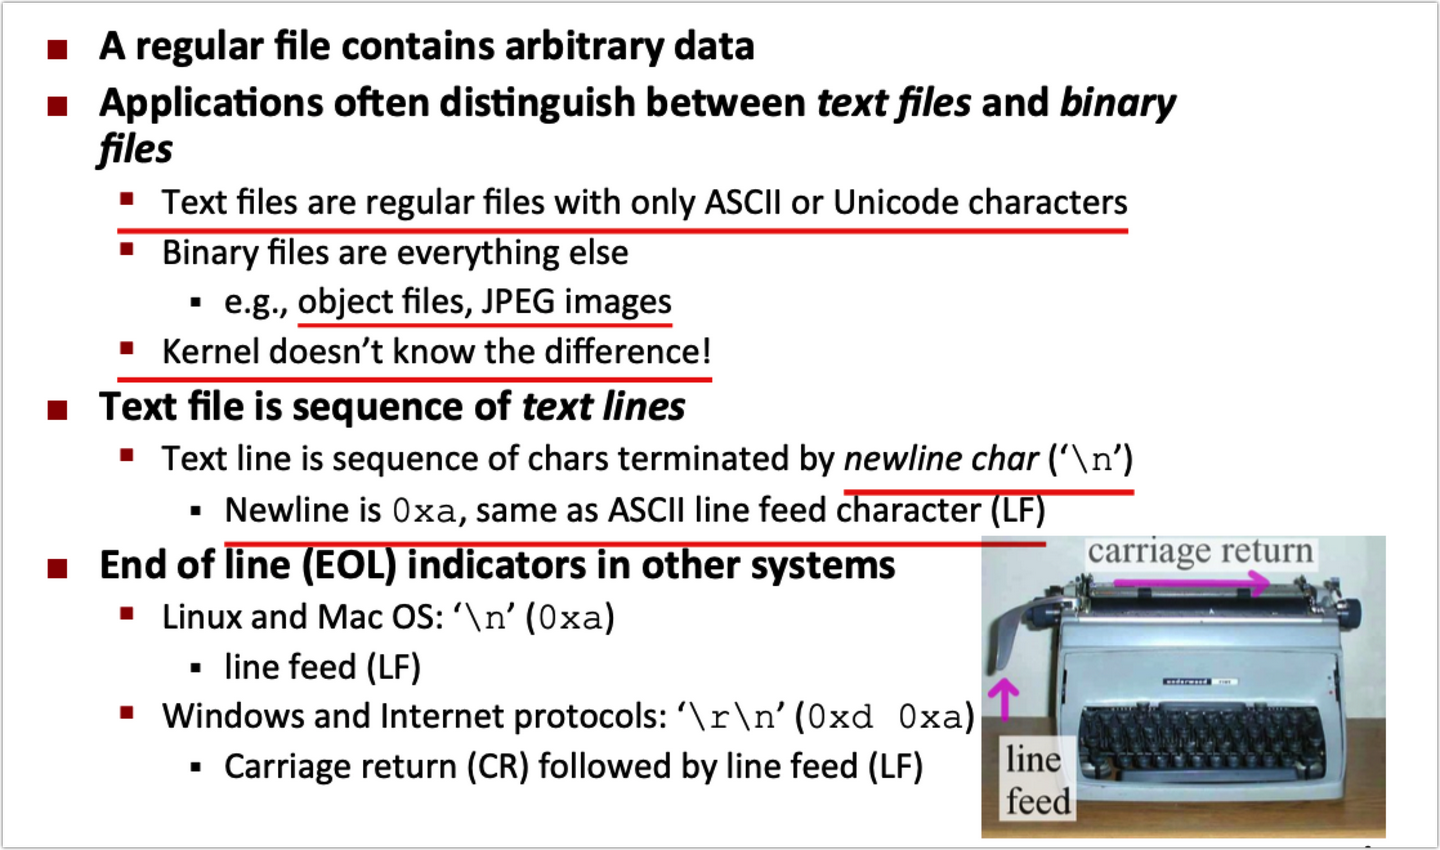 A regular file contains arbitrary data
Applications often distinguish between text files and binary
files
Text files are regular files with only ASCII or Unicode characters
Binary files are everything else
e.g., object files, JPEG images
Kernel doesn’t know the difference!
Text file is sequence of text lines
Text line is sequence of chars terminated by newline char (‘\n’)
Newline is 0xa, same as ASCII line feed character (LF)
End of line (EOL) indicators in other systems
Linux and Mac OS: ‘\n’ (0xa)
line feed (LF)
Windows and Internet protocols: ‘\r\n’ (0xd 0xa)
Carriage return (CR) followed by line feed (LF)
carriage return
underwood
line
feed